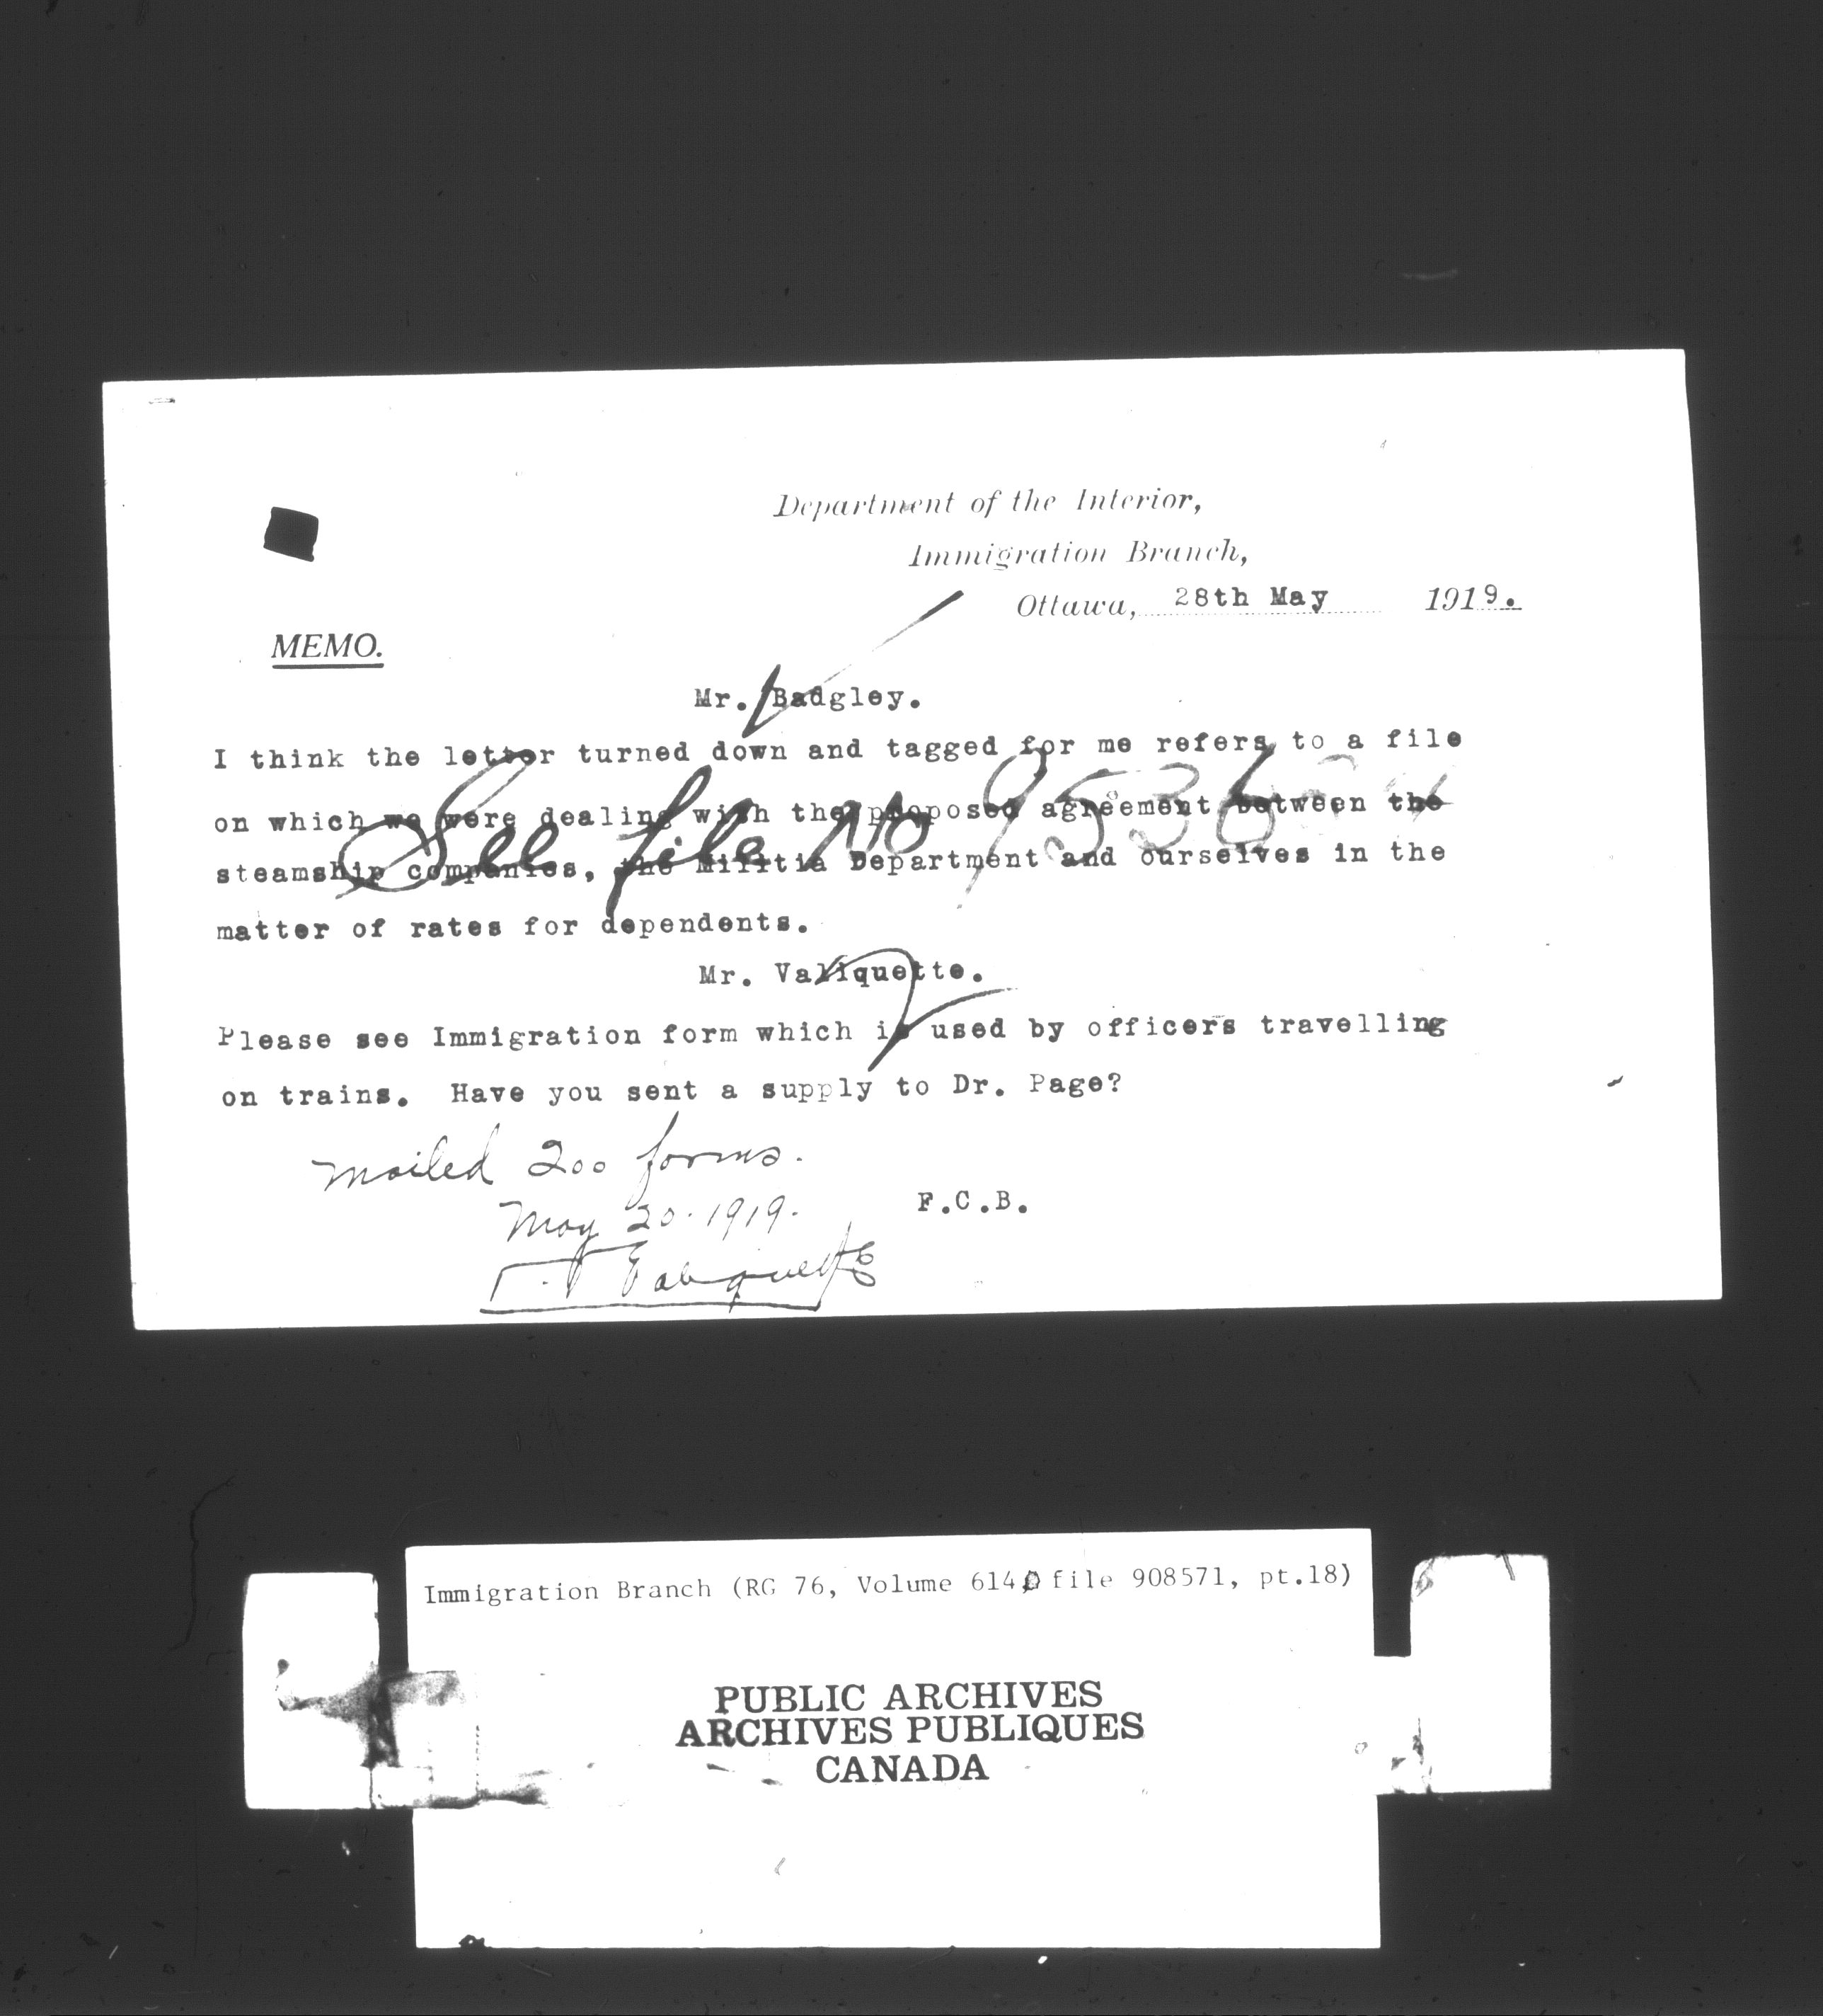 Department of the Interior,
Immigration Branch,
Ottawa, 28th May 1919.
MEMO.
Mr. Badgley.
I think the letter turned down and tagged for me refers to a file
on which we were dealing with the proposed agreement between the
See file No
steamship companies, the Militia Department and ourselves in the
matter of rates for dependents.
Mr. Valiquette.
Please see Immigration form which is used by officers travelling
on trains. Have you sent a supply to Dr. Page?
Mailed 200 forms.
May 20. 1919.
F.C.B.
Immigration Branch (RG 76, Volume 614, file 908571, pt.18)
PUBLIC ARCHIVES
ARCHIVES PUBLIQUES
CANADA